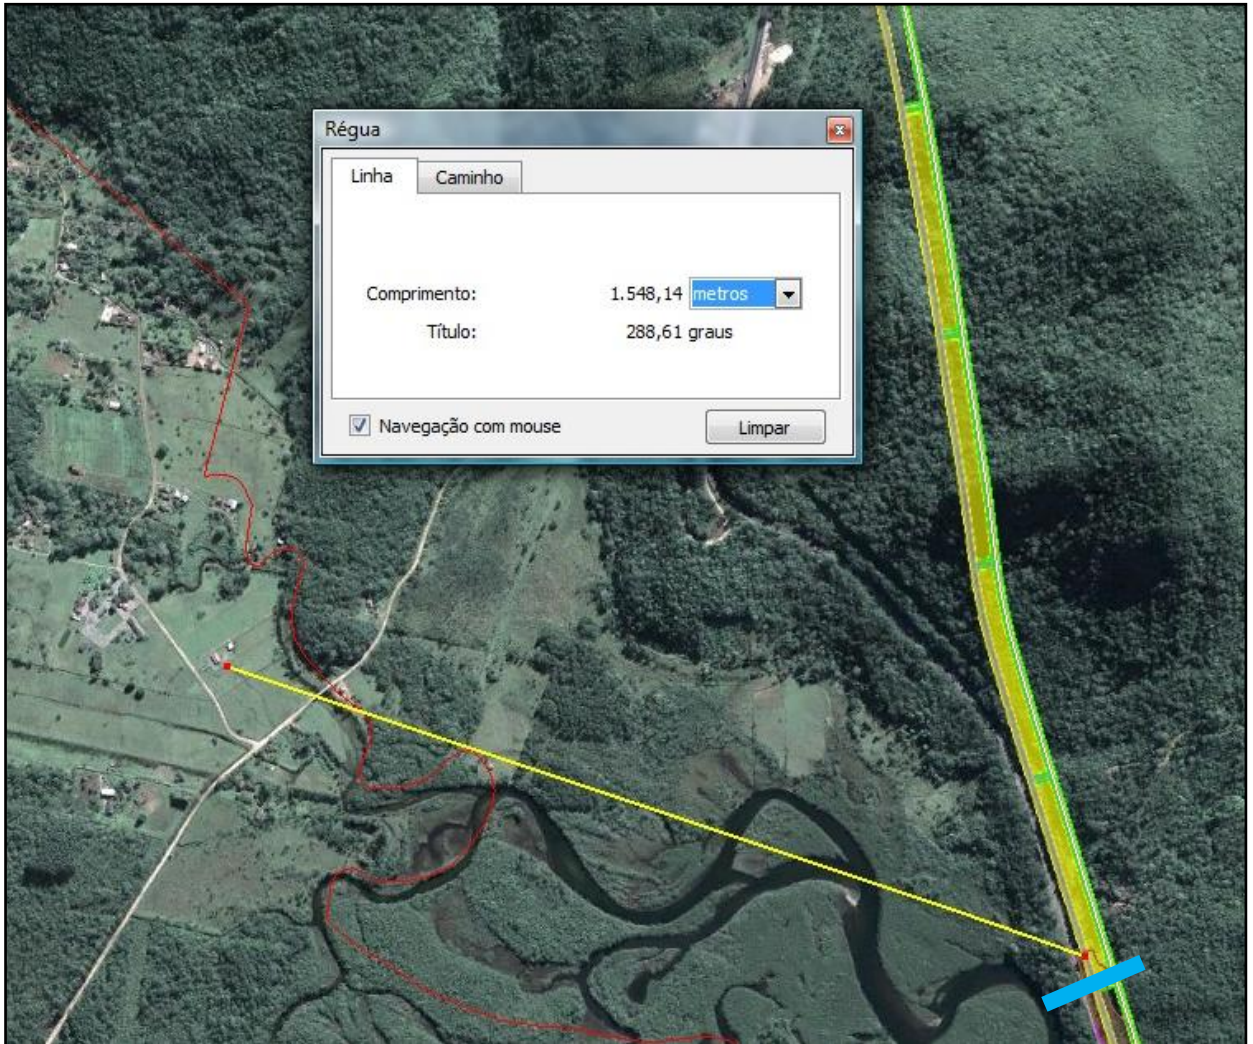 Régua
Linha Caminho
Comprimento: 1.548,14 metros
Título: 288,61 graus
Navegação com mouse Limpar